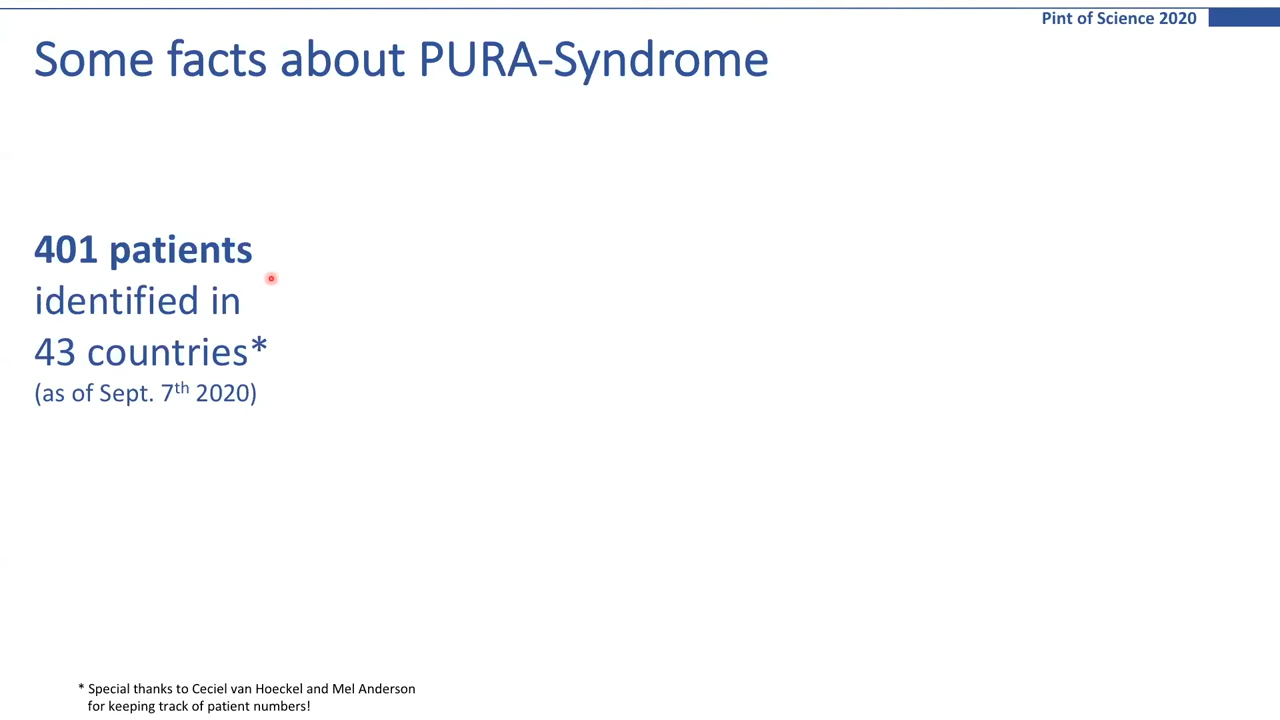 Pint of Science 2020
Some facts about PURA-Syndrome
401 patients
identified in
43 countries*
(as of Sept. 7th 2020)
* Special thanks to Ceciel van Hoeckel and Mel Anderson
for keeping track of patient numbers!